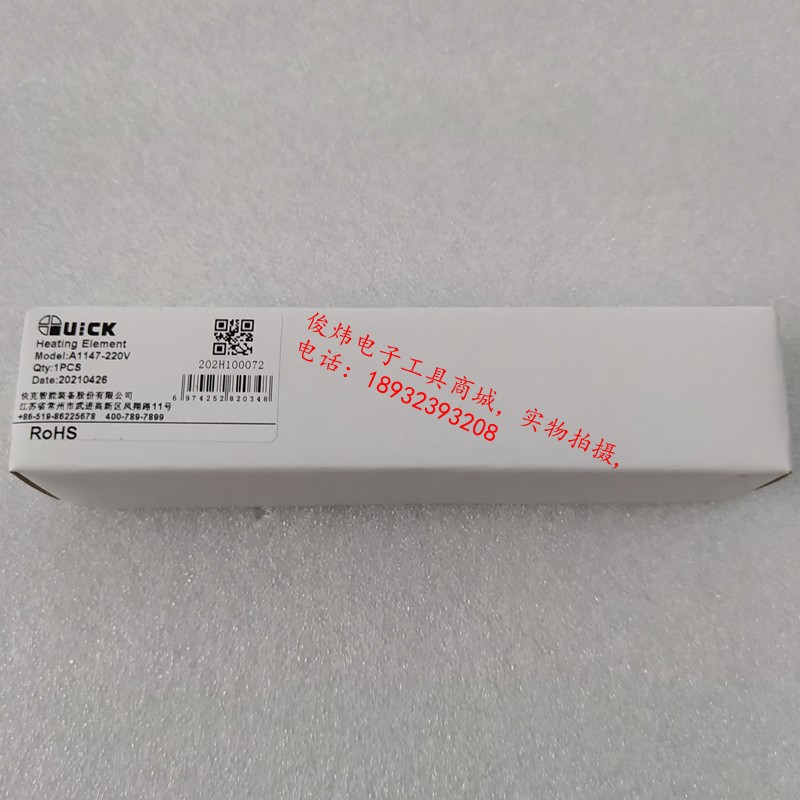 QUICK
Heating Element
Model:A1147-220V
Qty:1PCS
Date:20210426
202H100072
6 974252 820348
快克智能装备股份有限公司
江苏省常州市武进高新区凤翔路11号
+86-519-86225678 400-789-7899
RoHS
俊炜电子工具商城，实物拍摄，
电话：18932393208